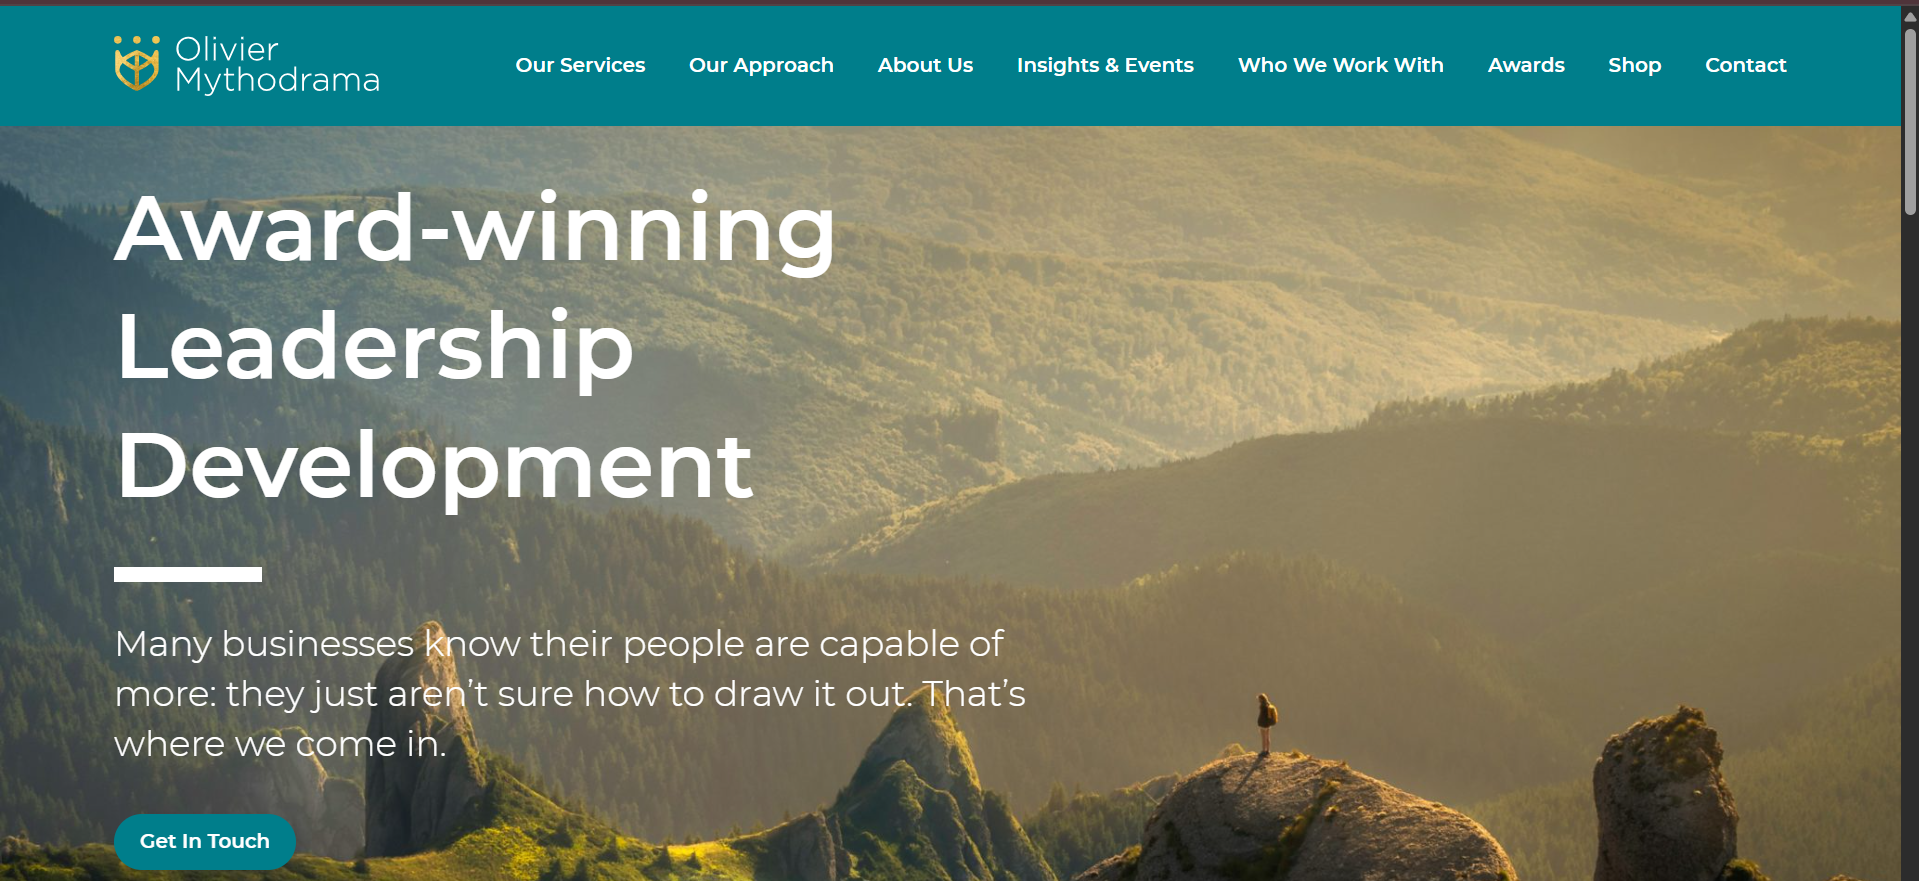 Olivier
Mythodrama
Our Services Our Approach About Us Insights & Events Who We Work With Awards Shop Contact
Award-winning
Leadership
Development
Many businesses know their people are capable of
more: they just aren’t sure how to draw it out. That’s
where we come in.
Get In Touch